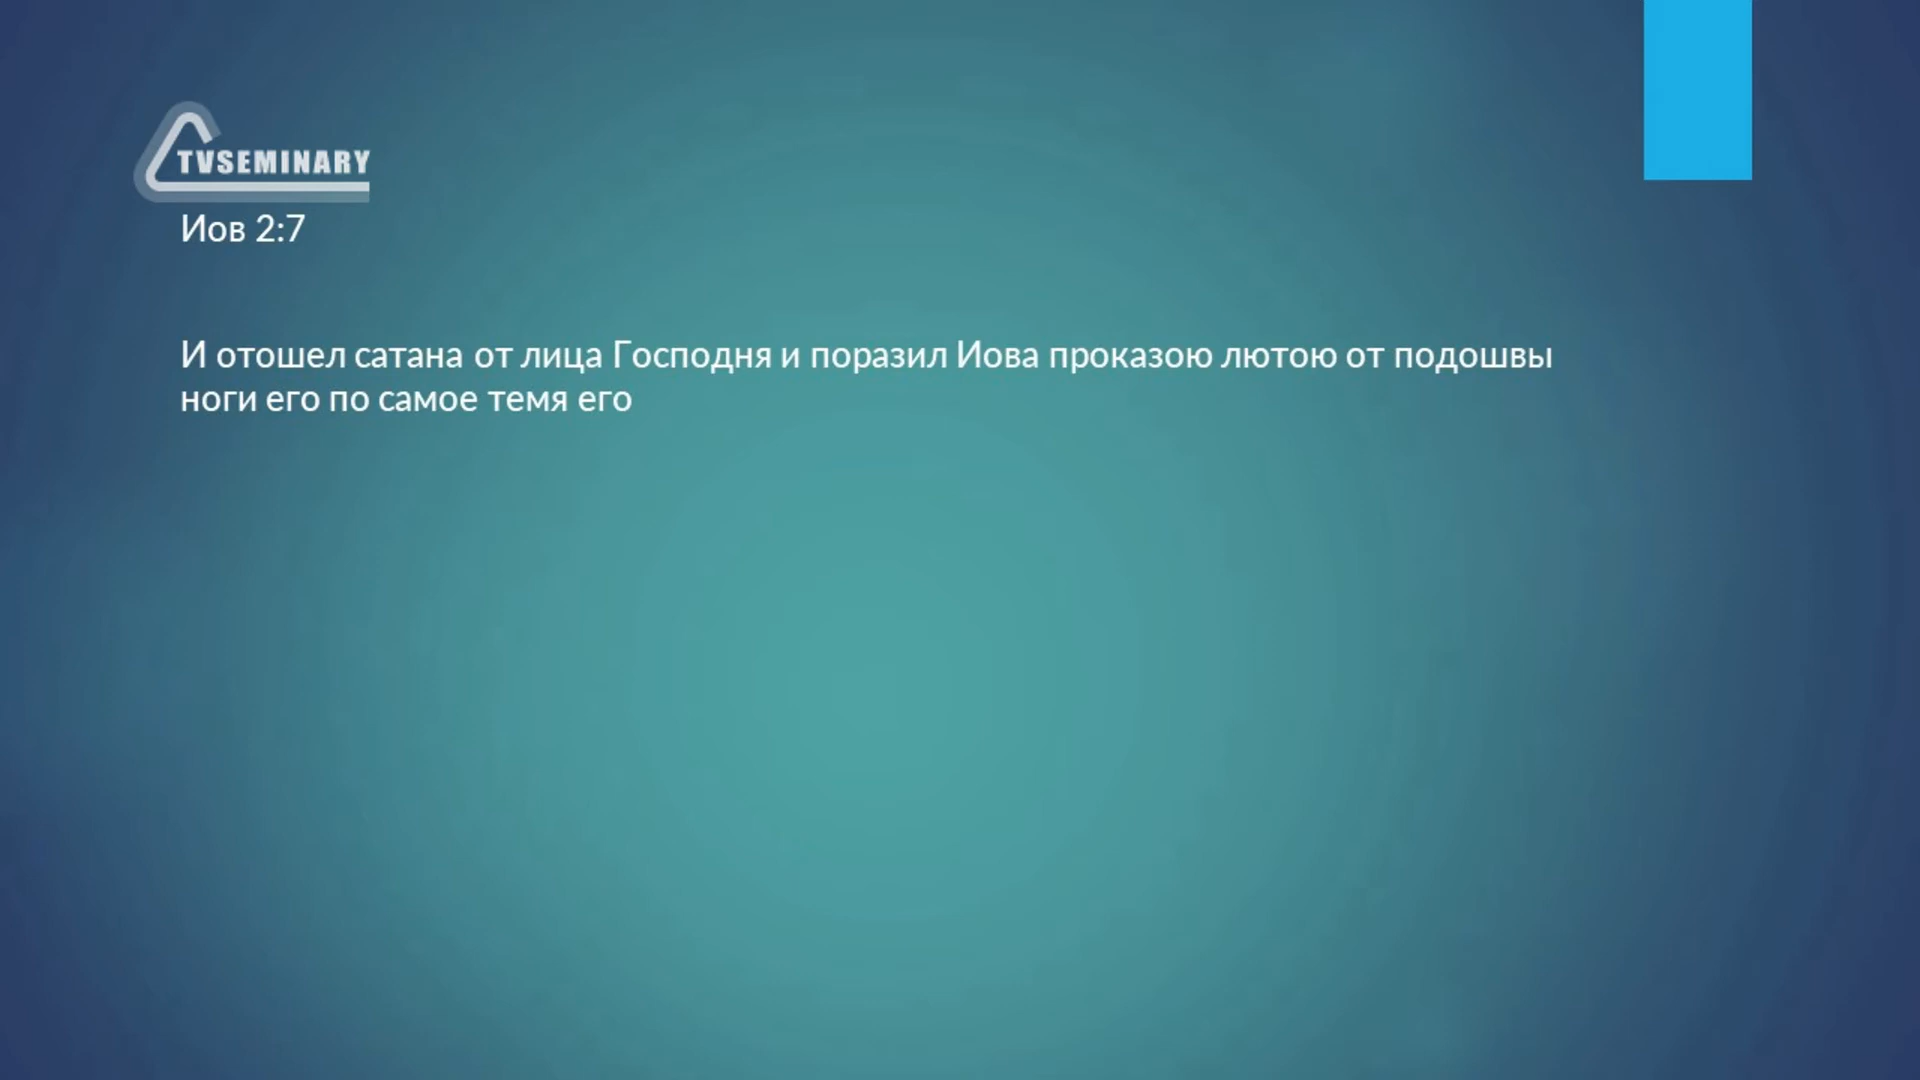 TVSEMINARY
Иов 2:7
И отошел сатана от лица Господня и поразил Иова проказою лютою от подошвы
ноги его по самое темя его